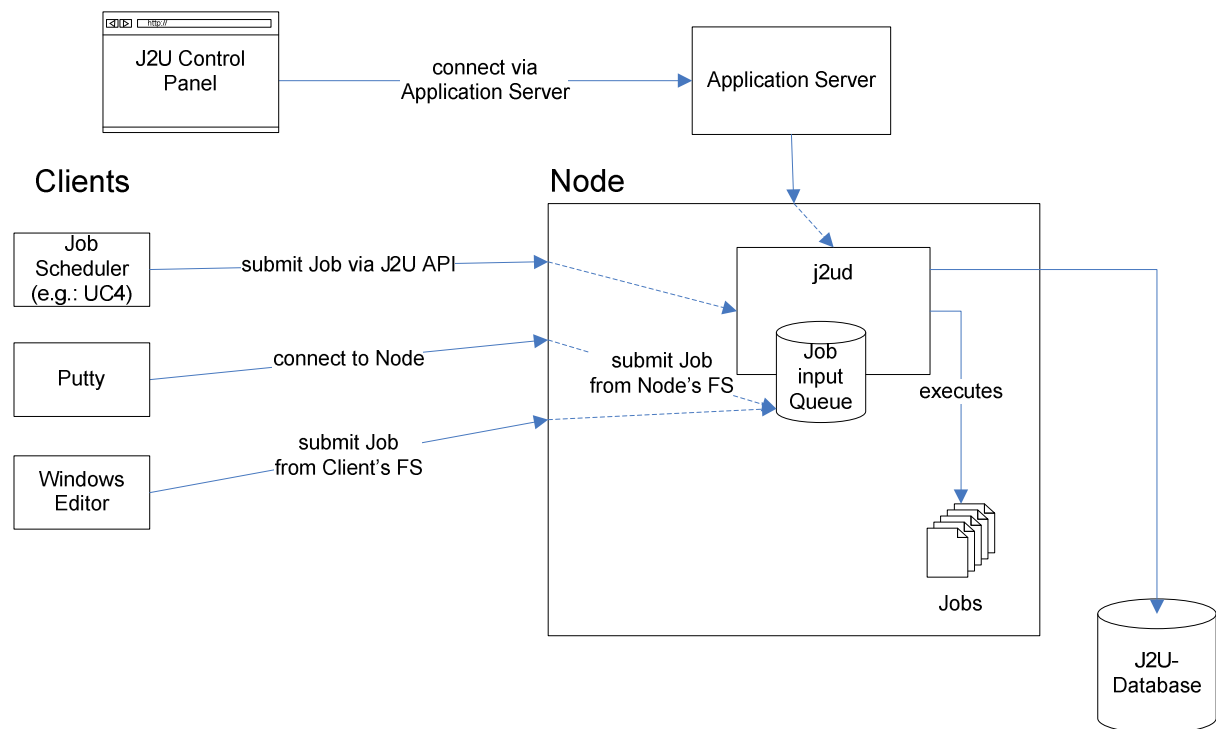 http://
J2U Control
Panel
connect via
Application Server
Application Server
Clients
Node
Job
Scheduler
(e.g.: UC4)
submit Job via J2U API
j2ud
Putty
connect to Node
submit Job
from Node's FS
Job
input
Queue
executes
Windows
Editor
submit Job
from Client's FS
Jobs
J2U-
Database